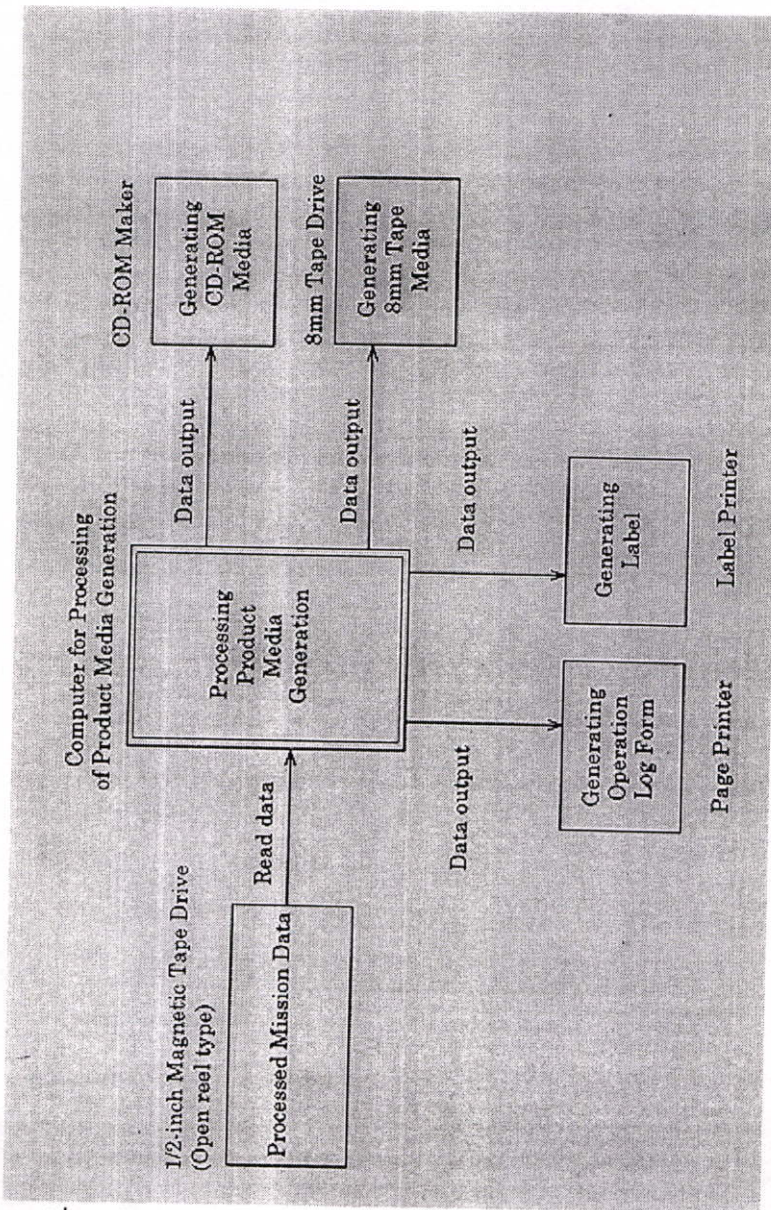 1/2-inch Magnetic Tape Drive
(Open reel type)
Processed Mission Data
Read data
Computer for Processing
of Product Media Generation
Processing
Product
Media
Generation
Data output
CD-ROM Maker
Generating
CD-ROM
Media
Data output
8mm Tape Drive
Generating
8mm Tape
Media
Data output
Generating
Operation
Log Form
Page Printer
Data output
Generating
Label
Label Printer